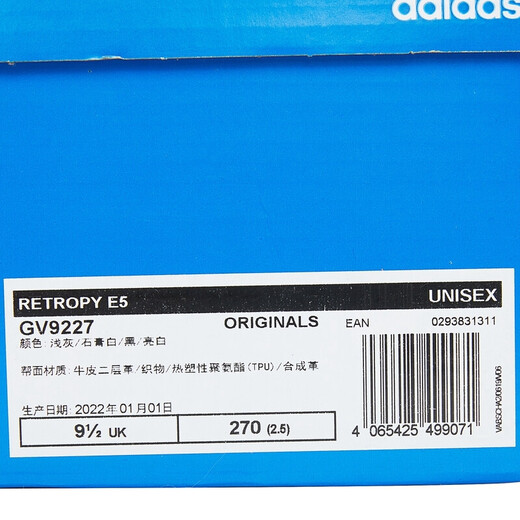 adidas
RETROPY E5 UNISEX
GV9227 ORIGINALS EAN 0293831311
颜色: 浅灰/石膏白/黑/亮白
帮面材质: 牛皮二层革/织物/热塑性聚氨酯(TPU)/合成革
生产日期: 2022年01月01日
9½ UK 270 (2.5)
4 065425 499071